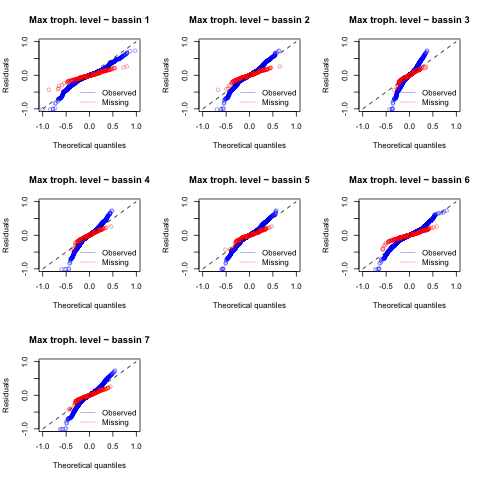 Max troph. level ~ bassin 1
Residuals
1.0
0.0
-1.0
Observed
Missing
-1.0 -0.5 0.0 0.5 1.0
Theoretical quantiles
Max troph. level ~ bassin 2
Residuals
1.0
0.0
-1.0
Observed
Missing
-1.0 -0.5 0.0 0.5 1.0
Theoretical quantiles
Max troph. level ~ bassin 3
Residuals
1.0
0.0
-1.0
Observed
Missing
-1.0 -0.5 0.0 0.5 1.0
Theoretical quantiles
Max troph. level ~ bassin 4
Residuals
1.0
0.0
-1.0
Observed
Missing
-1.0 -0.5 0.0 0.5 1.0
Theoretical quantiles
Max troph. level ~ bassin 5
Residuals
1.0
0.0
-1.0
Observed
Missing
-1.0 -0.5 0.0 0.5 1.0
Theoretical quantiles
Max troph. level ~ bassin 6
Residuals
1.0
0.0
-1.0
Observed
Missing
-1.0 -0.5 0.0 0.5 1.0
Theoretical quantiles
Max troph. level ~ bassin 7
Residuals
1.0
0.0
-1.0
Observed
Missing
-1.0 -0.5 0.0 0.5 1.0
Theoretical quantiles